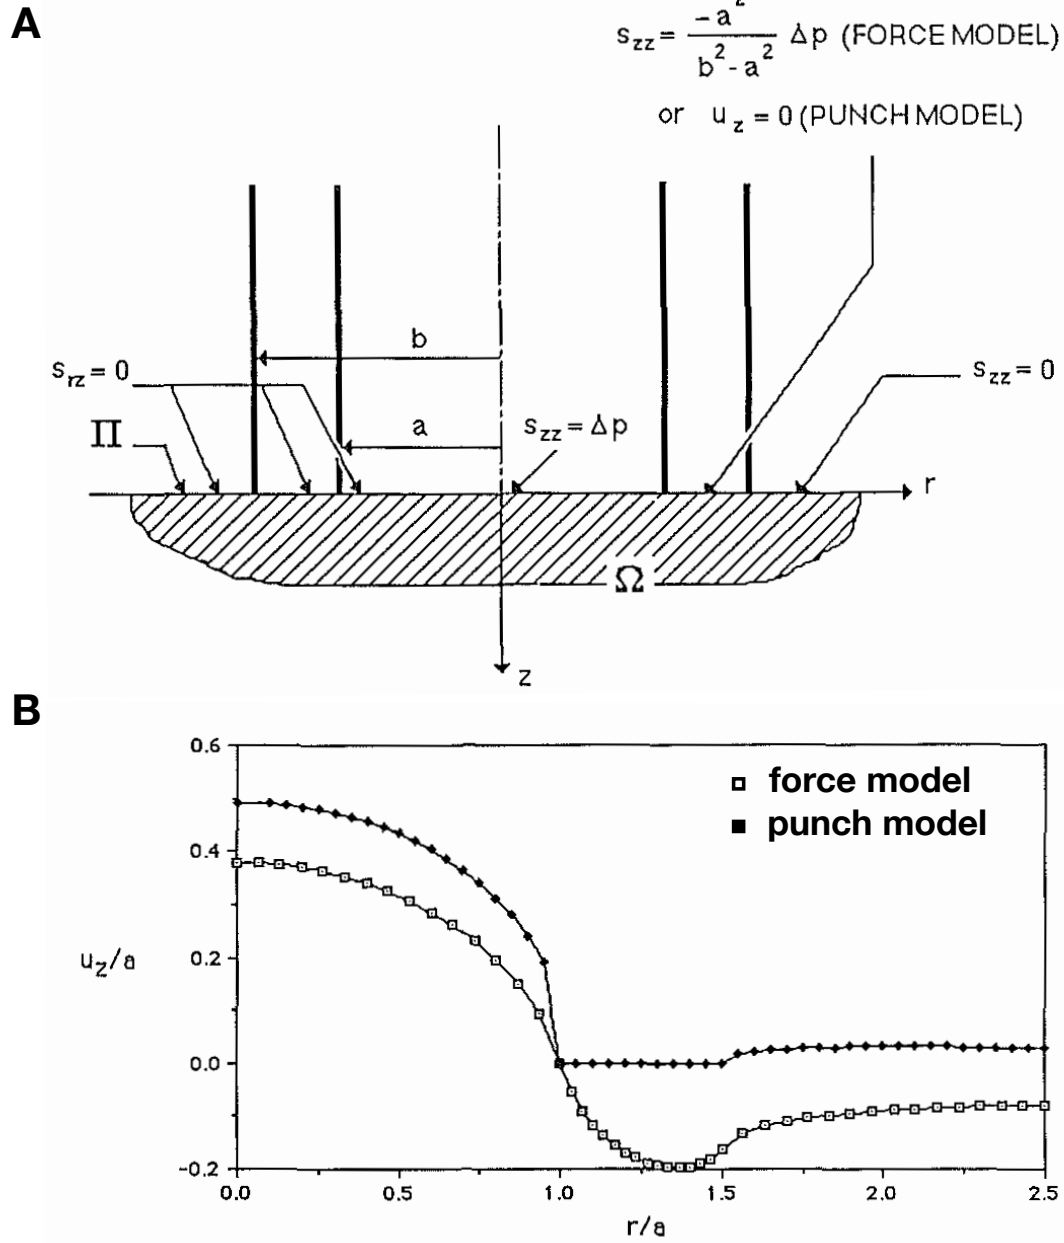 A
s_zz = -a² / b² - a² Δp (FORCE MODEL)
or u_z = 0 (PUNCH MODEL)
b
s_rz = 0
s_zz = 0
Π
a
s_zz = Δp
r
Ω
z
B
0.6
force model
punch model
0.4
u_z/a
0.2
0.0
-0.2
0.0 0.5 1.0 1.5 2.0 2.5
r/a